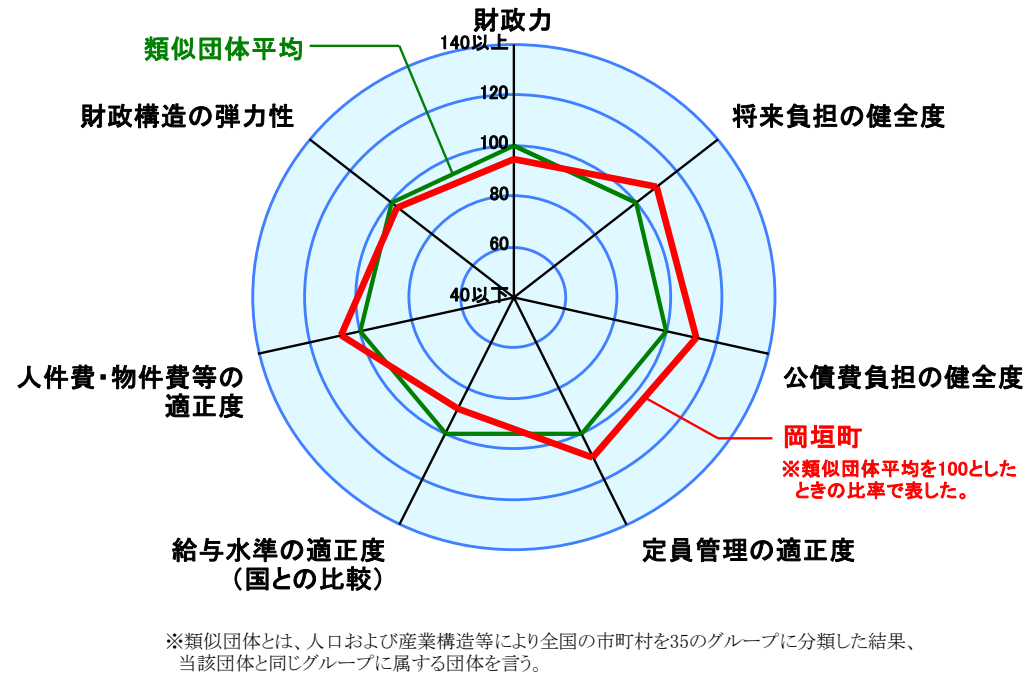 財政力
140以上
類似団体平均
120
財政構造の弾力性
将来負担の健全度
100
80
60
40以下
人件費・物件費等の
適正度
公債費負担の健全度
岡垣町
※類似団体平均を100とした
ときの比率で表した。
給与水準の適正度
（国との比較）
定員管理の適正度
※類似団体とは、人口および産業構造等により全国の市町村を35のグループに分類した結果、
当該団体と同じグループに属する団体を言う。